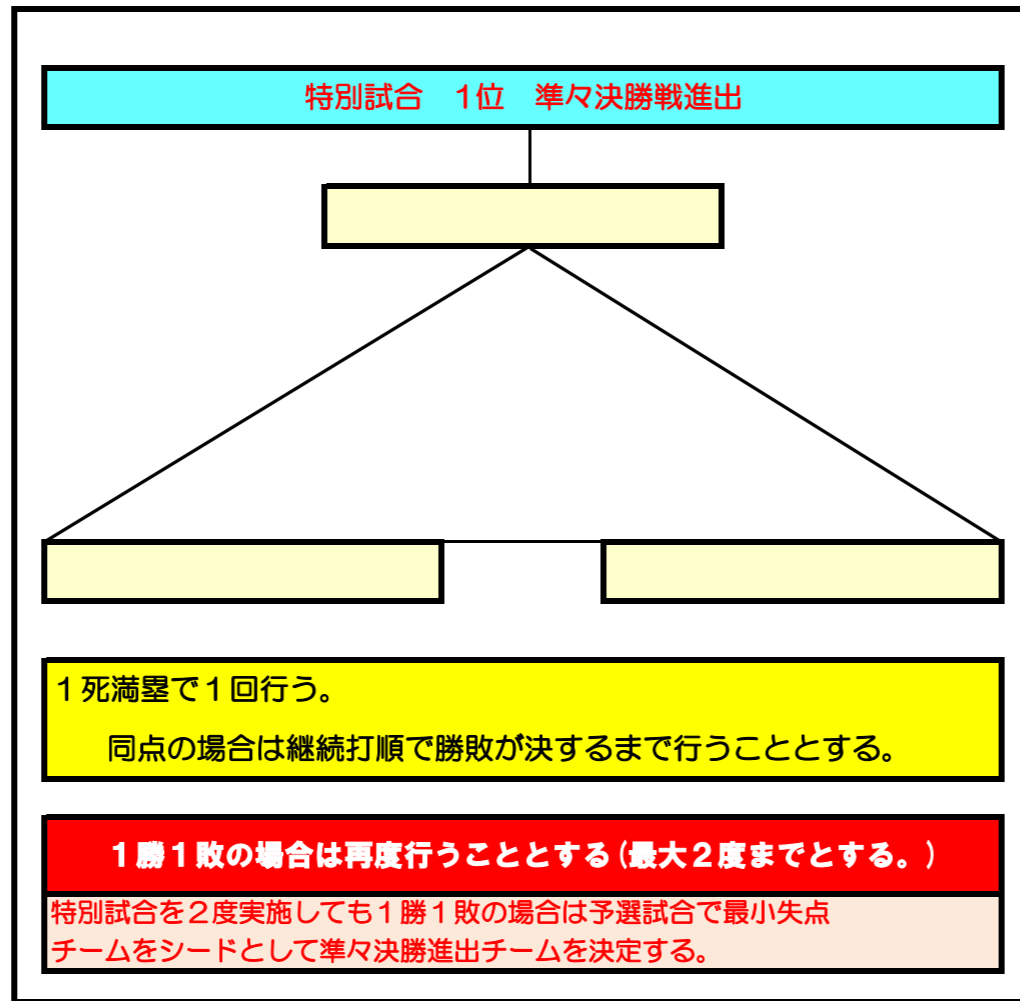 特別試合　1位　準々決勝戦進出
１死満塁で１回行う。
同点の場合は継続打順で勝敗が決するまで行うこととする。
１勝１敗の場合は再度行うこととする(最大２度までとする。)
特別試合を２度実施しても１勝１敗の場合は予選試合で最小失点
チームをシードとして準々決勝進出チームを決定する。